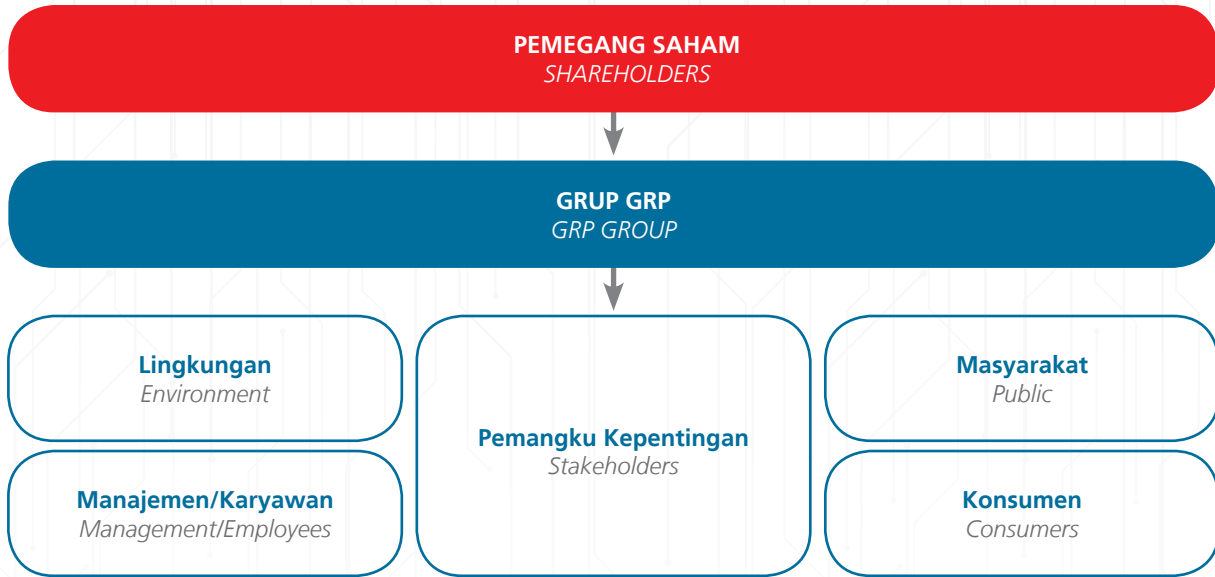 PEMEGANG SAHAM
SHAREHOLDERS
GRUP GRP
GRP GROUP
Lingkungan
Environment
Manajemen/Karyawan
Management/Employees
Pemangku Kepentingan
Stakeholders
Masyarakat
Public
Konsumen
Consumers